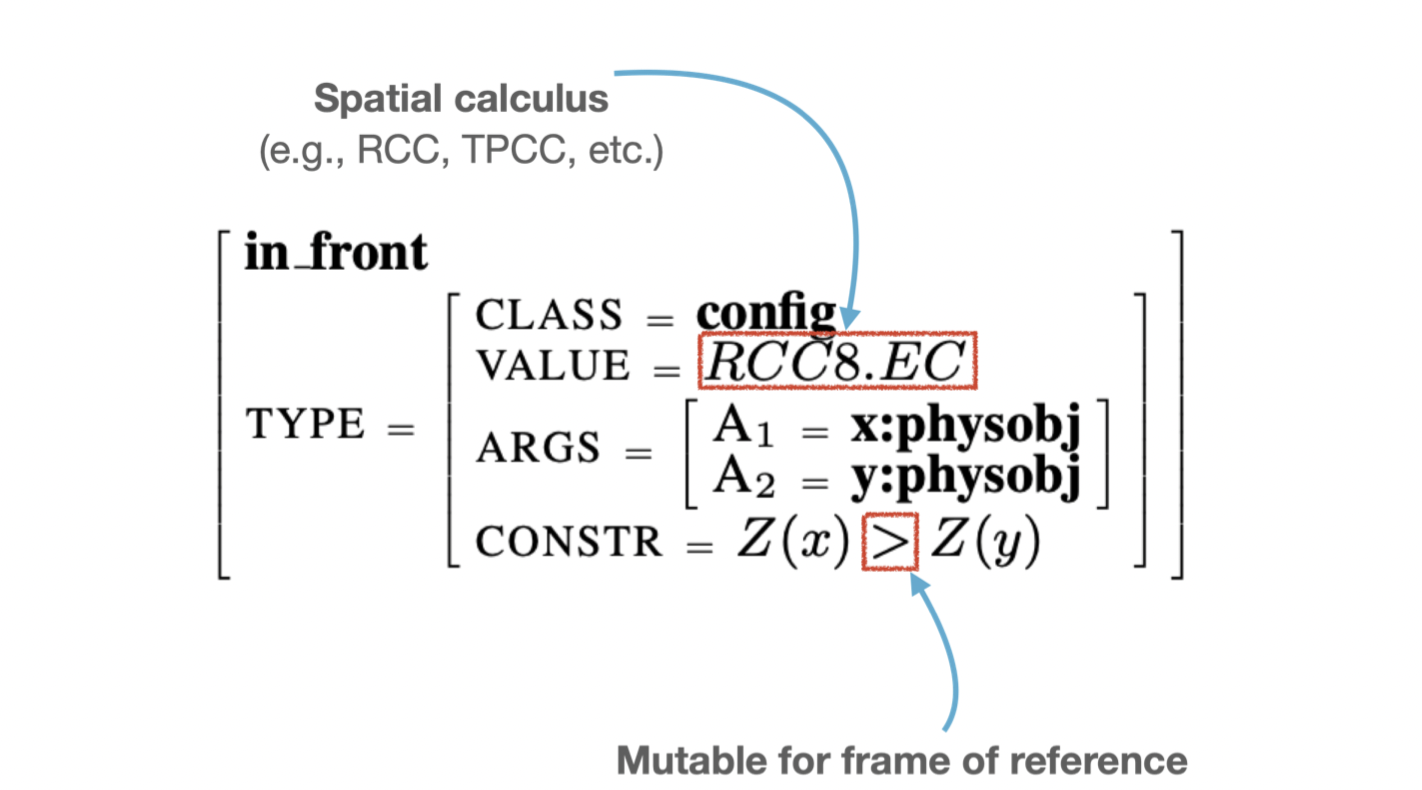 Spatial calculus
(e.g., RCC, TPCC, etc.)
in_front
CLASS = config
VALUE = RCC8.EC
TYPE =
ARGS =
A₁ = x:physobj
A₂ = y:physobj
CONSTR = Z(x) > Z(y)
Mutable for frame of reference